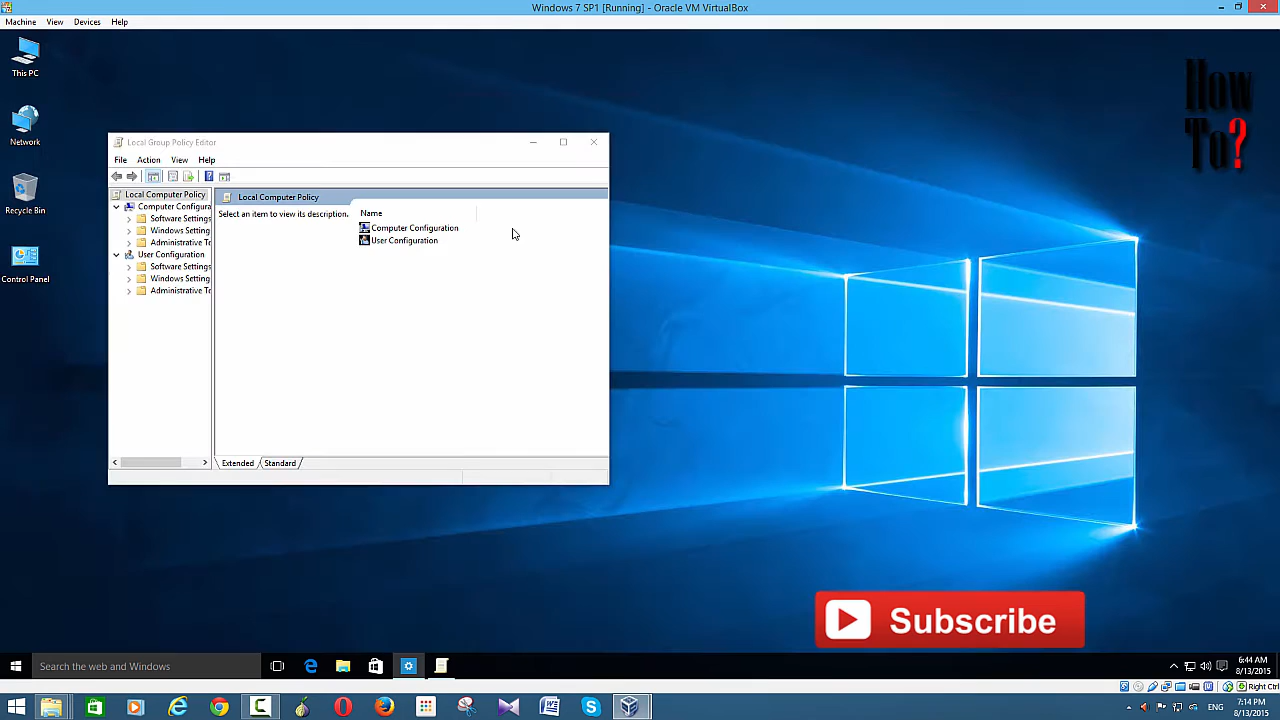 Windows 7 SP1 [Running] - Oracle VM VirtualBox
Machine View Devices Help
This PC
Network
Recycle Bin
Control Panel
How
To?
Local Group Policy Editor
File Action View Help
Local Computer Policy
Computer Configura
Software Settings
Windows Setting
Administrative Te
User Configuration
Software Settings
Windows Setting
Administrative Te
Local Computer Policy
Select an item to view its description.
Name
Computer Configuration
User Configuration
Extended Standard
Subscribe
Search the web and Windows
6:44 AM
8/13/2015
Right Ctrl
ENG
7:14 PM
8/13/2015